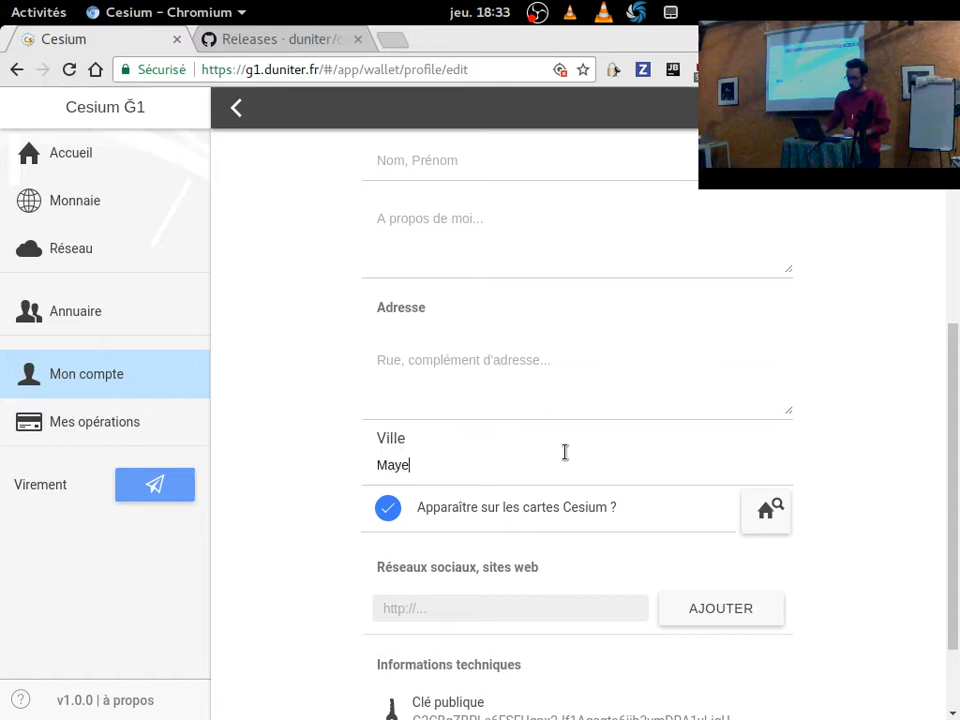 Activités
Cesium - Chromium
jeu. 18:33
Cesium
Releases · duniter/c
Sécurisé
https://g1.duniter.fr/#/app/wallet/profile/edit
Z
JB
Cesium Ğ1
Accueil
Monnaie
Réseau
Annuaire
Mon compte
Mes opérations
Virement
? v1.0.0 | à propos
Nom, Prénom
A propos de moi...
Adresse
Rue, complément d'adresse...
Ville
Maye
Apparaître sur les cartes Cesium ?
Réseaux sociaux, sites web
http://...
AJOUTER
Informations techniques
Clé publique